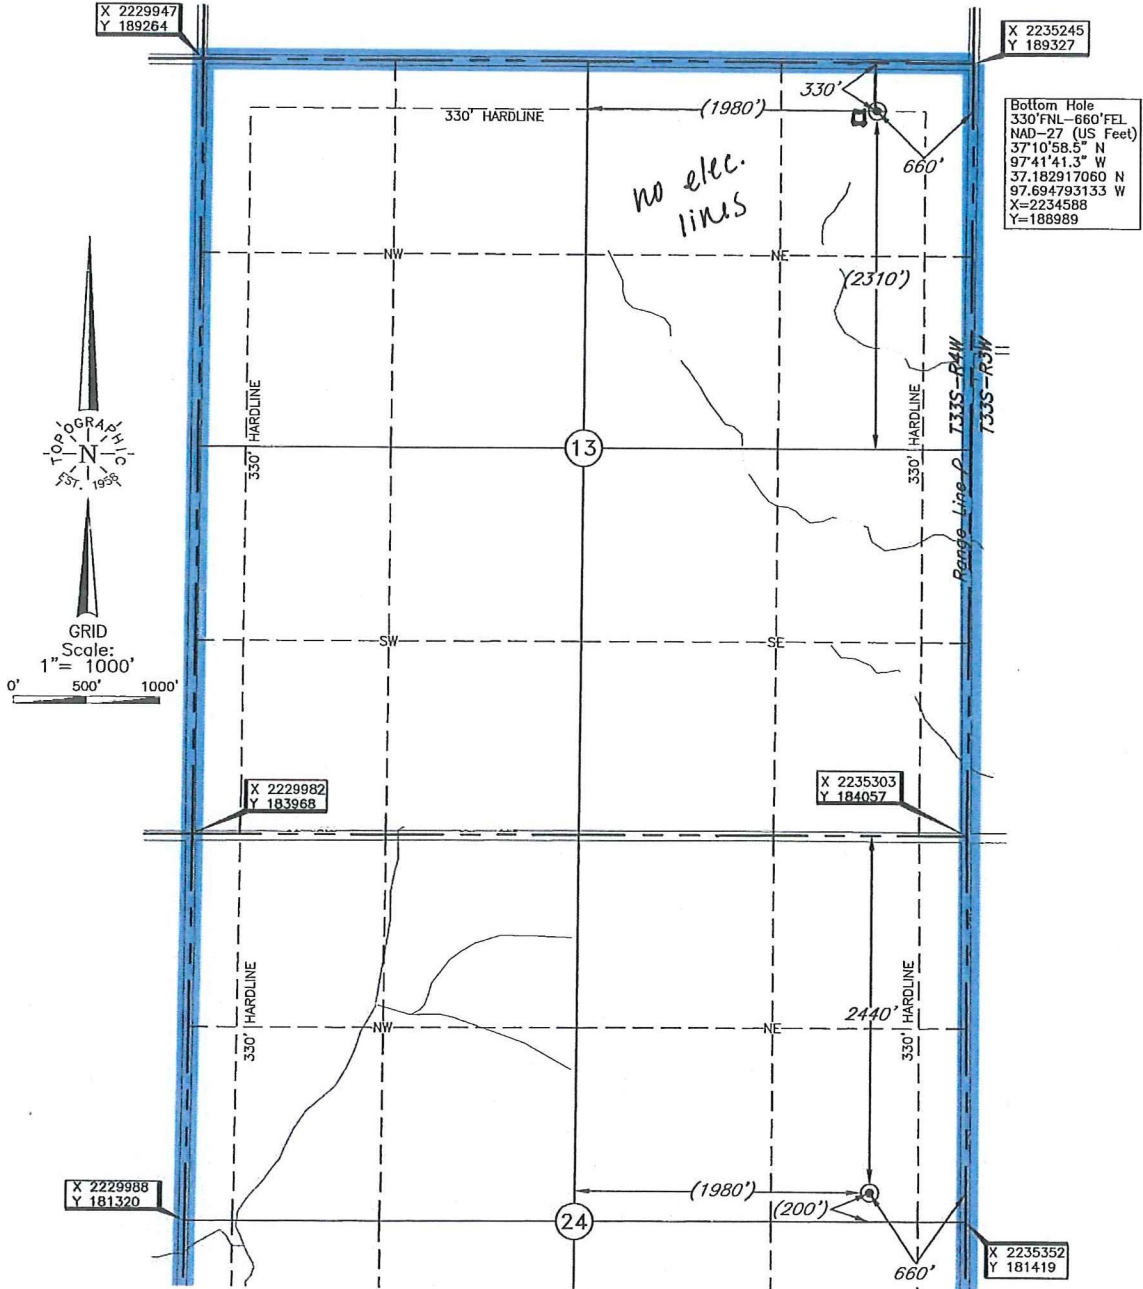 X 2229947
Y 189264
X 2235245
Y 189327
330'
(1980')
330' HARDLINE
660'
Bottom Hole
330'FNL-660'FEL
NAD-27 (US Feet)
37°10'58.5" N
97°41'41.3" W
37.182917060 N
97.694793133 W
X=2234588
Y=188989
no elec.
lines
NW
NE
(2310')
T33S-R4W
T33S-R3W
330' HARDLINE
330' HARDLINE
13
Range Line
TOPOGRAPHIC
N
EST. 1958
GRID
Scale:
1"= 1000'
0' 500' 1000'
SW
SE
X 2229982
Y 183968
X 2235303
Y 184057
330' HARDLINE
330' HARDLINE
2440'
NW
NE
X 2229988
Y 181320
(1980')
(200')
24
660'
X 2235352
Y 181419